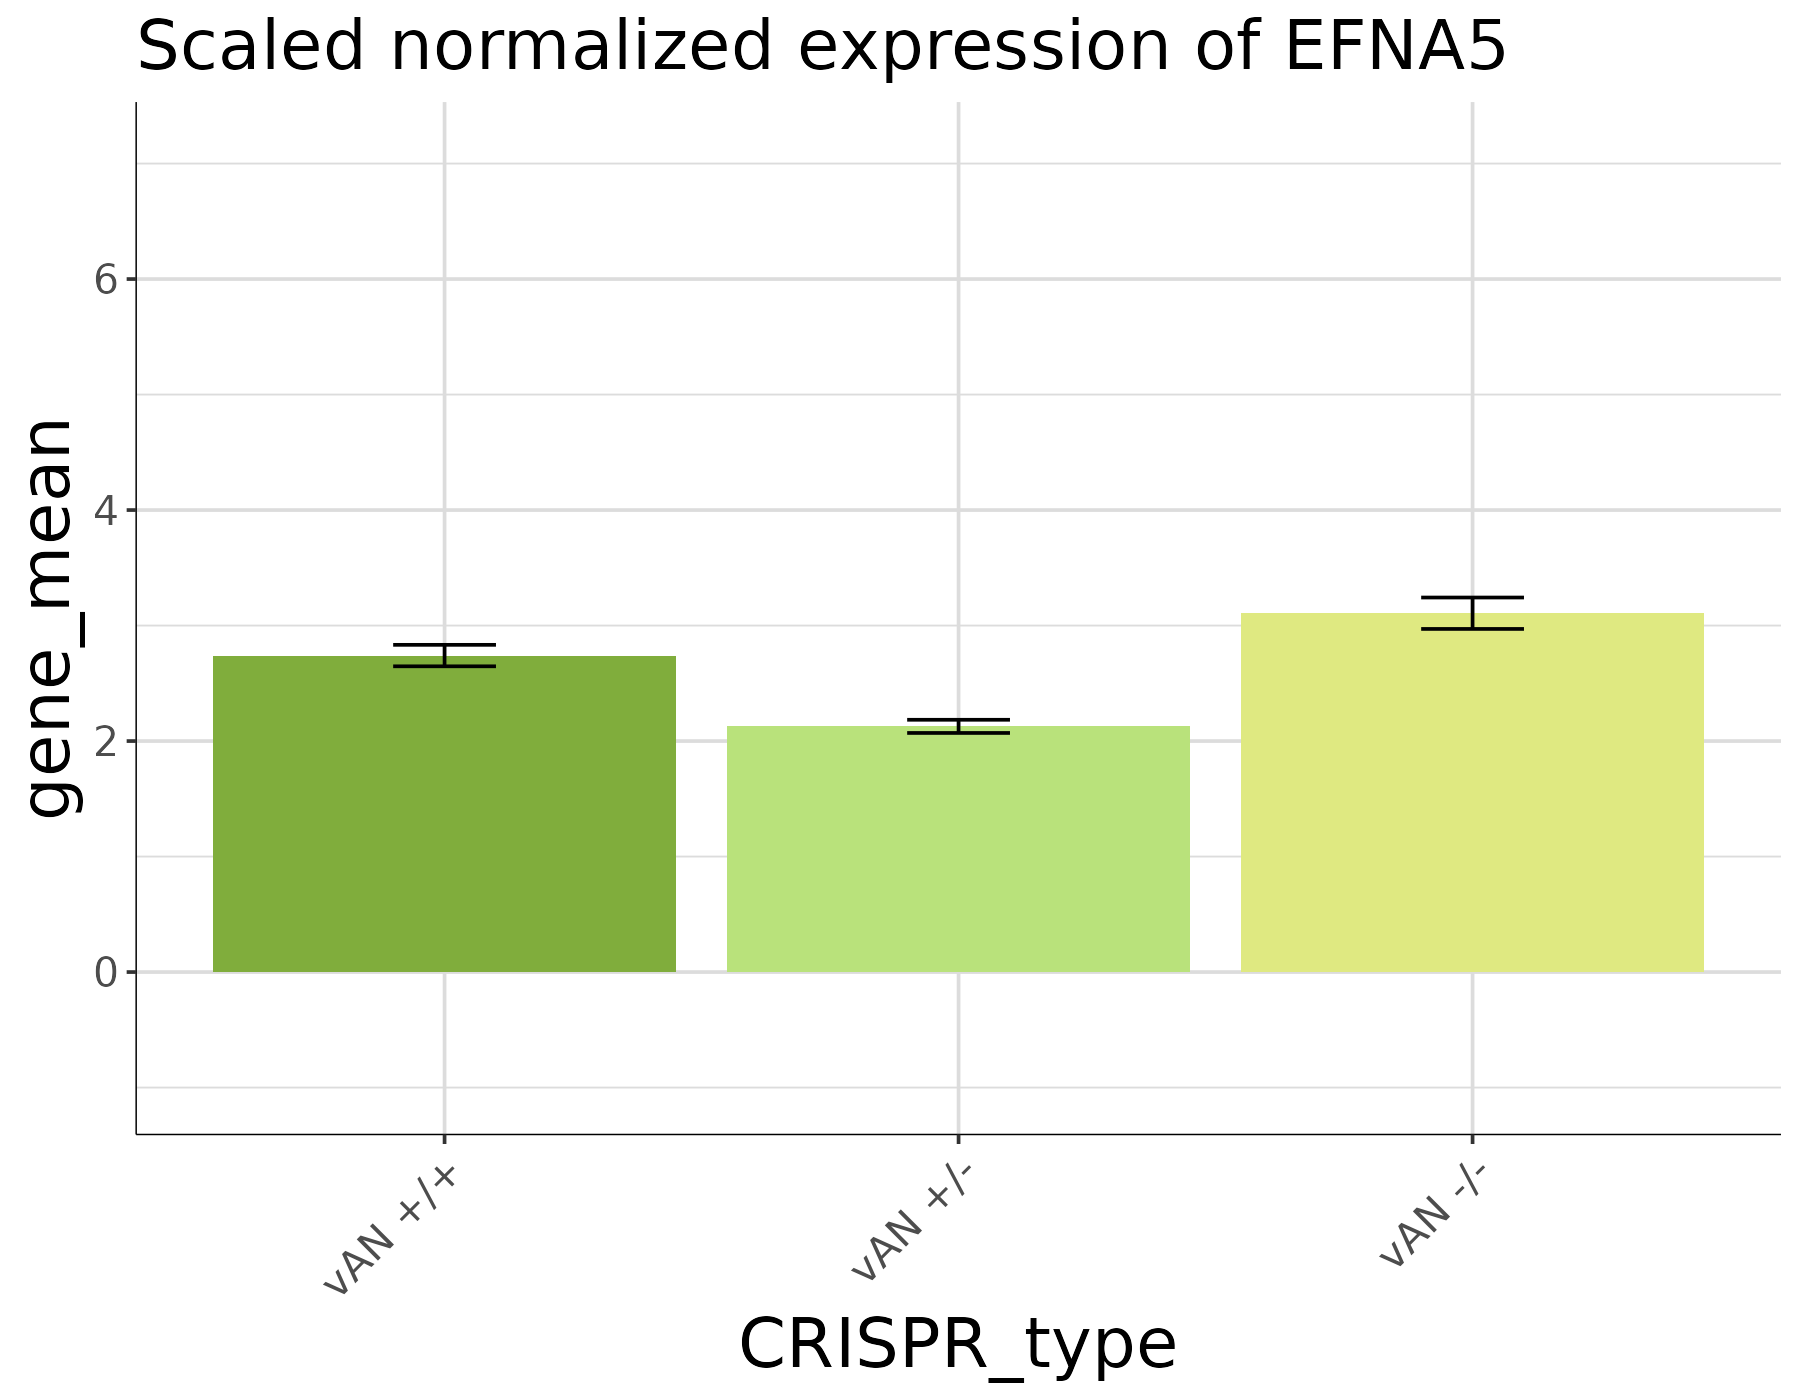 Scaled normalized expression of EFNA5
gene_mean
6
4
2
0
vAN +/+
vAN +/-
vAN -/-
CRISPR_type